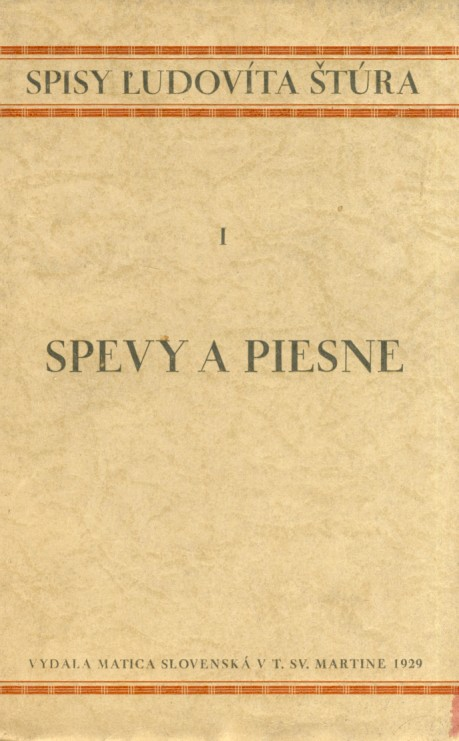 SPISY ĽUDOVÍTA ŠTÚRA
I
SPEVY A PIESNE
VYDALA MATICA SLOVENSKÁ V T. SV. MARTINE 1929